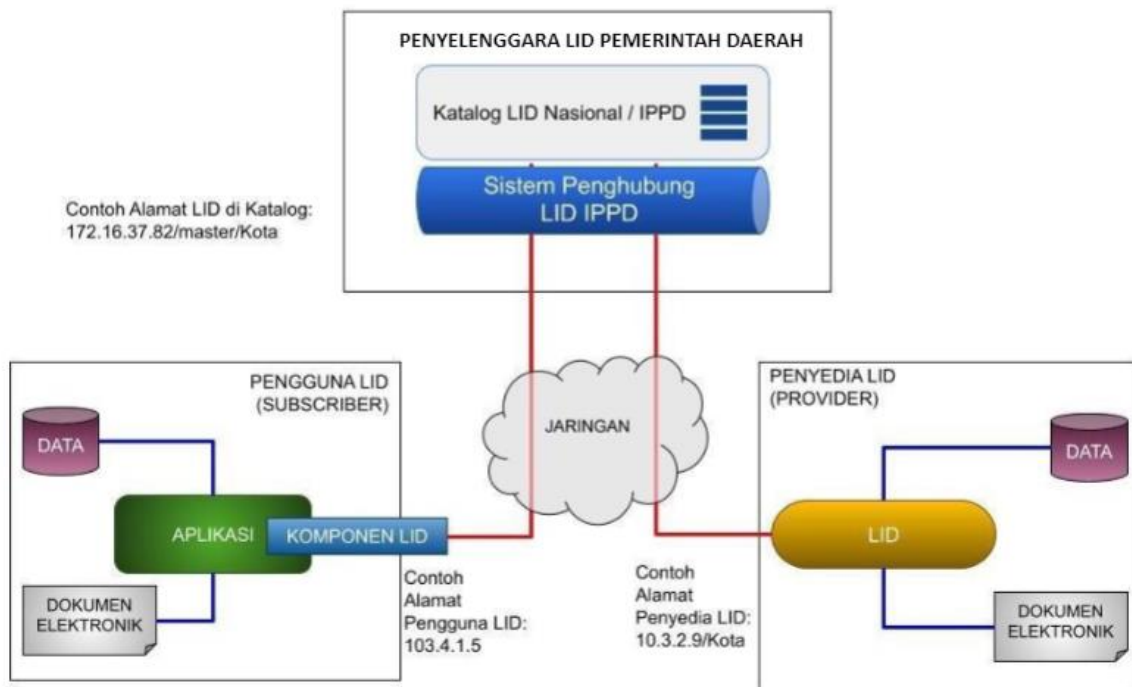 PENYELENGGARA LID PEMERINTAH DAERAH
Katalog LID Nasional / IPPD
Sistem Penghubung
LID IPPD
Contoh Alamat LID di Katalog:
172.16.37.82/master/Kota
PENGGUNA LID
(SUBSCRIBER)
DATA
APLIKASI
KOMPONEN LID
DOKUMEN
ELEKTRONIK
Contoh
Alamat
Pengguna LID:
103.4.1.5
JARINGAN
Contoh
Alamat
Penyedia LID:
10.3.2.9/Kota
PENYEDIA LID
(PROVIDER)
DATA
LID
DOKUMEN
ELEKTRONIK